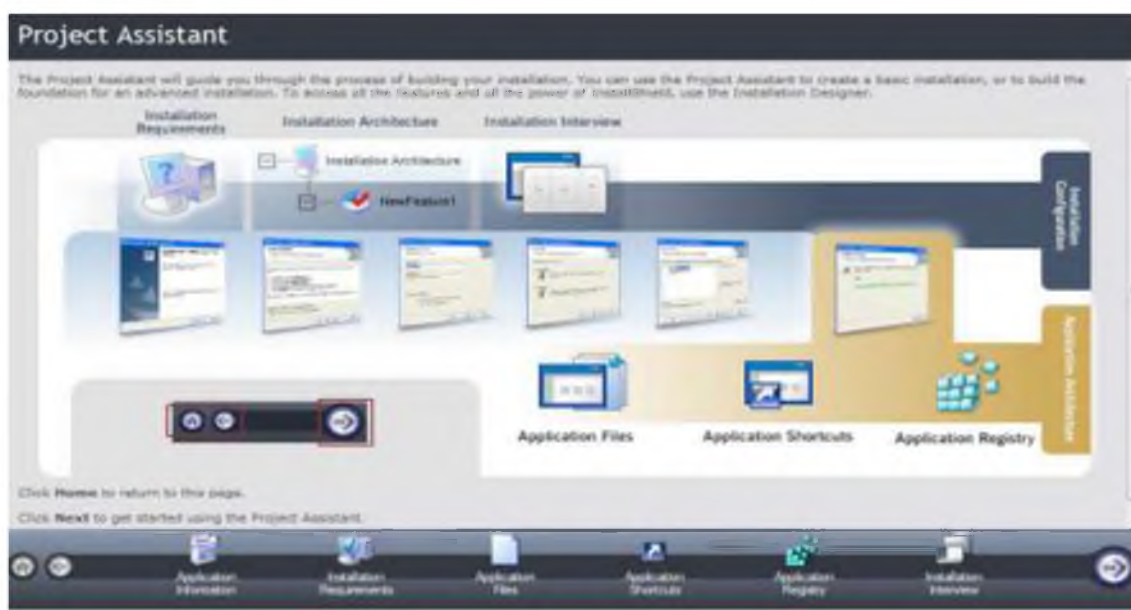 Project Assistant
The Project Assistant will guide you through the process of building your installation. You can use the Project Assistant to create a basic installation, or to build the
foundation for an advanced installation. To access all the features and all the power of InstallShield, use the Installation Designer.
Installation
Requirements
Installation Architecture
Installation Interview
Installation Architecture
NewFeature1
Installation
Configuration
Application Architecture
Application Files
Application Shortcuts
Application Registry
Click Home to return to this page.
Click Next to get started using the Project Assistant.
Application
Information
Installation
Requirements
Application
Files
Application
Shortcuts
Application
Registry
Installation
Interview